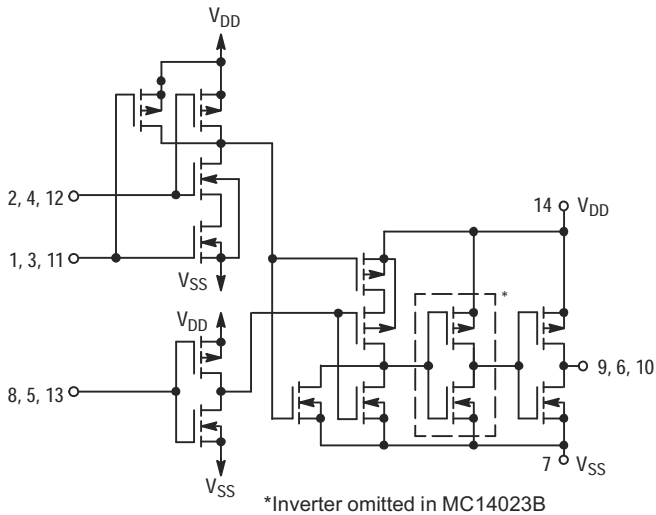 VDD
2, 4, 12
1, 3, 11
VSS
VDD
8, 5, 13
VSS
14 VDD
*
9, 6, 10
7 VSS
*Inverter omitted in MC14023B